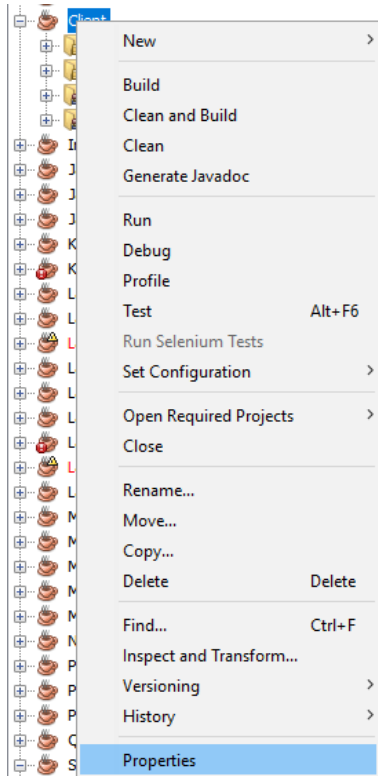 Client
New
Build
Clean and Build
Clean
Generate Javadoc
Run
Debug
Profile
Test Alt+F6
Run Selenium Tests
Set Configuration
Open Required Projects
Close
Rename...
Move...
Copy...
Delete Delete
Find... Ctrl+F
Inspect and Transform...
Versioning
History
Properties